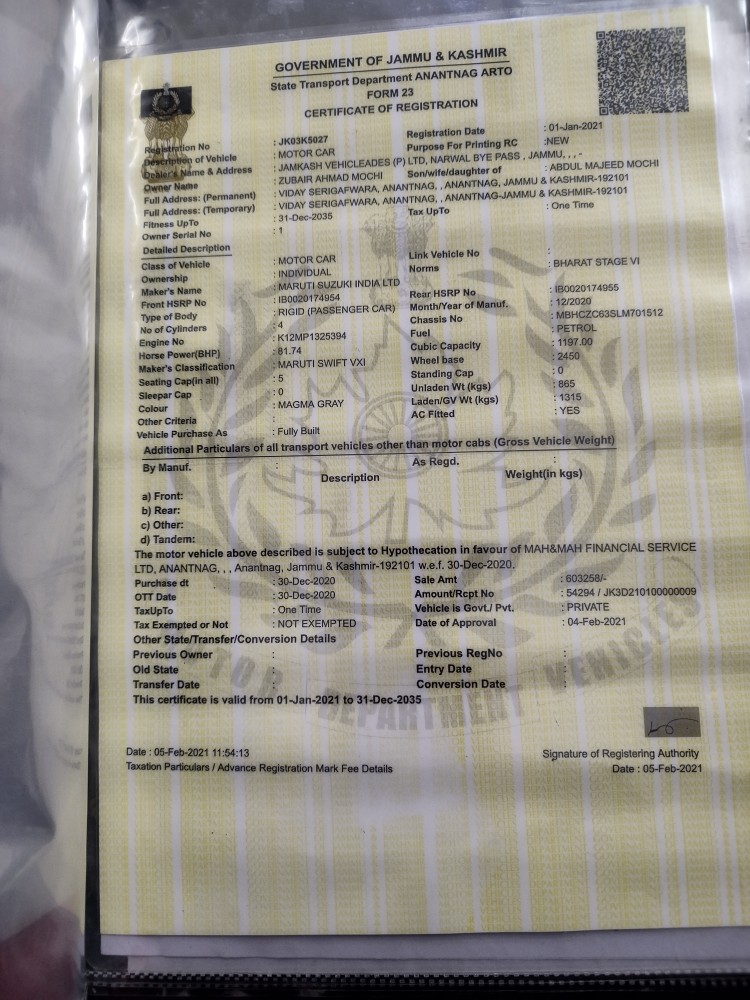 GOVERNMENT OF JAMMU & KASHMIR
State Transport Department ANANTNAG ARTO
FORM 23
CERTIFICATE OF REGISTRATION
Registration No : JK03K5027 Registration Date : 01-Jan-2021
Description of Vehicle : MOTOR CAR Purpose For Printing RC :NEW
Dealer's Name & Address : JAMKASH VEHICLEADES (P) LTD, NARWAL BYE PASS , JAMMU, , , -
Owner Name : ZUBAIR AHMAD MOCHI Son/wife/daughter of : ABDUL MAJEED MOCHI
Full Address: (Permanent) : VIDAY SERIGAFWARA, ANANTNAG, , ANANTNAG, JAMMU & KASHMIR-192101
Full Address: (Temporary) : VIDAY SERIGAFWARA, ANANTNAG, , ANANTNAG-JAMMU & KASHMIR-192101
Fitness UpTo : 31-Dec-2035 Tax UpTo : One Time
Owner Serial No : 1
Detailed Description
Class of Vehicle : MOTOR CAR Link Vehicle No :
Ownership : INDIVIDUAL Norms : BHARAT STAGE VI
Maker's Name : MARUTI SUZUKI INDIA LTD
Front HSRP No : IB0020174954 Rear HSRP No : IB0020174955
Type of Body : RIGID (PASSENGER CAR) Month/Year of Manuf. : 12/2020
No of Cylinders : 4 Chassis No : MBHCZC63SLM701512
Engine No : K12MP1325394 Fuel : PETROL
Horse Power(BHP) : 81.74 Cubic Capacity : 1197.00
Maker's Classification : MARUTI SWIFT VXI Wheel base : 2450
Seating Cap(in all) : 5 Standing Cap : 0
Sleepar Cap : 0 Unladen Wt (kgs) : 865
Colour : MAGMA GRAY Laden/GV Wt (kgs) : 1315
Other Criteria : AC Fitted : YES
Vehicle Purchase As : Fully Built
Additional Particulars of all transport vehicles other than motor cabs (Gross Vehicle Weight)
By Manuf. : As Regd. :
Description Weight(in kgs)
a) Front:
b) Rear:
c) Other:
d) Tandem:
The motor vehicle above described is subject to Hypothecation in favour of MAH&MAH FINANCIAL SERVICE
LTD, ANANTNAG, , , Anantnag, Jammu & Kashmir-192101 w.e.f. 30-Dec-2020.
Purchase dt : 30-Dec-2020 Sale Amt : 603258/-
OTT Date : 30-Dec-2020 Amount/Rcpt No : 54294 / JK3D210100000009
TaxUpTo : One Time Vehicle is Govt./ Pvt. : PRIVATE
Tax Exempted or Not : NOT EXEMPTED Date of Approval : 04-Feb-2021
Other State/Transfer/Conversion Details
Previous Owner : Previous RegNo :
Old State : Entry Date :
Transfer Date : Conversion Date :
This certificate is valid from 01-Jan-2021 to 31-Dec-2035
DEPARTMENT VEHICLES
Date : 05-Feb-2021 11:54:13 Signature of Registering Authority
Taxation Particulars / Advance Registration Mark Fee Details Date : 05-Feb-2021